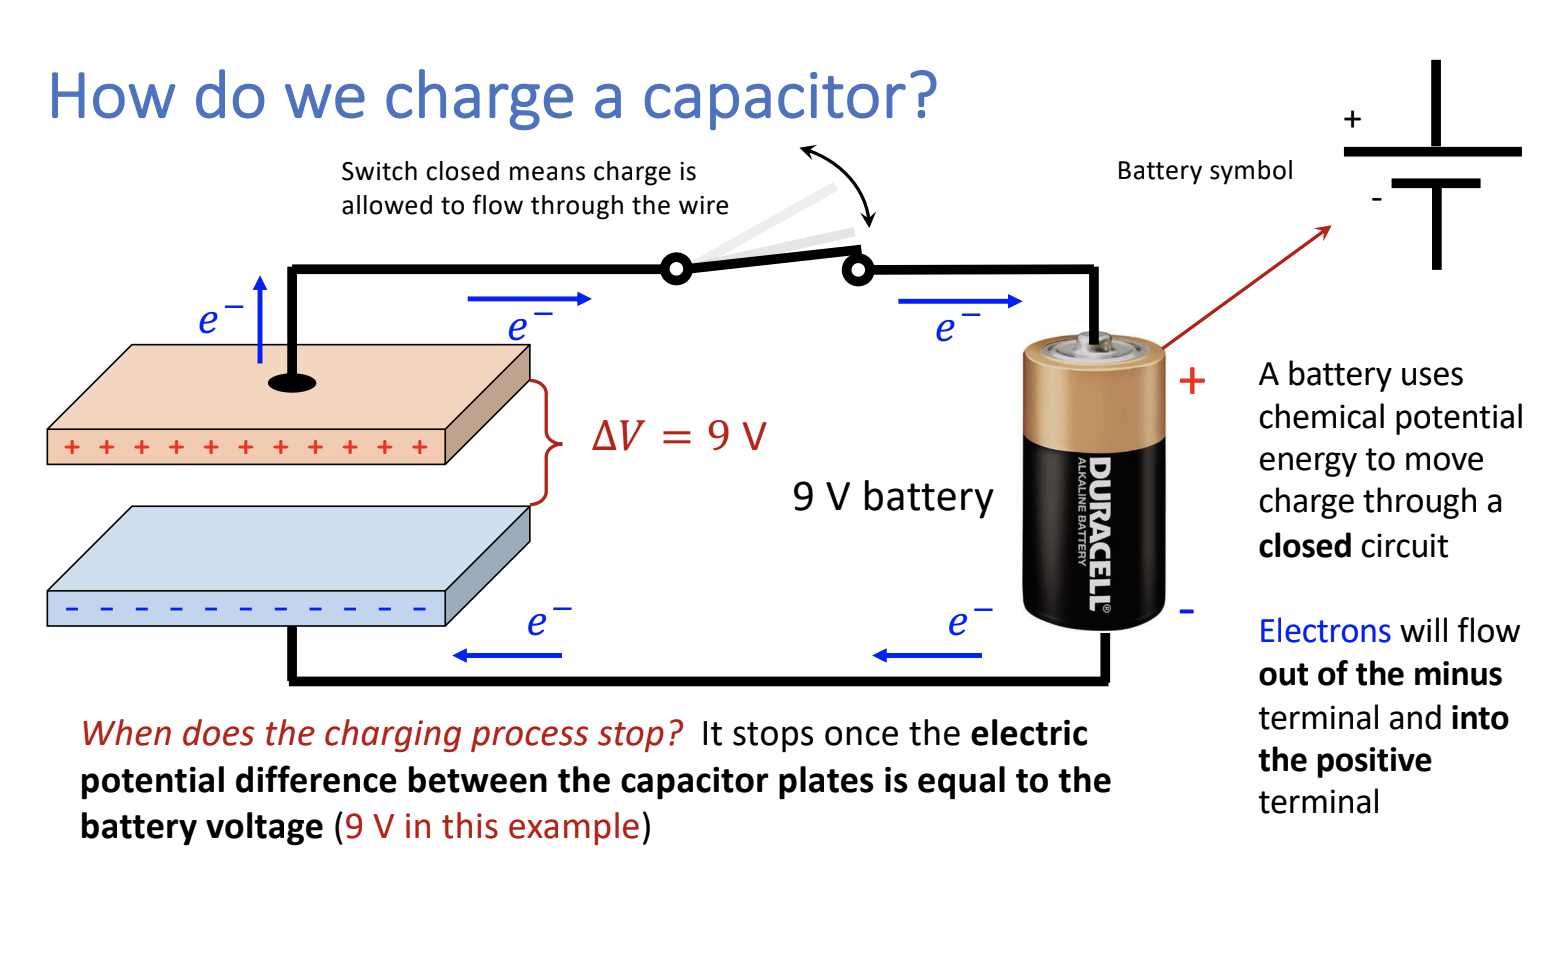 How do we charge a capacitor?
Switch closed means charge is
allowed to flow through the wire
Battery symbol
+
-
e⁻
e⁻
e⁻
+ + + + + + + + + + +
ΔV = 9 V
9 V battery
+
-
DURACELL®
ALKALINE BATTERY
- - - - - - - - - - -
e⁻
e⁻
A battery uses
chemical potential
energy to move
charge through a
closed circuit
Electrons will flow
out of the minus
terminal and into
the positive
terminal
When does the charging process stop? It stops once the electric
potential difference between the capacitor plates is equal to the
battery voltage (9 V in this example)